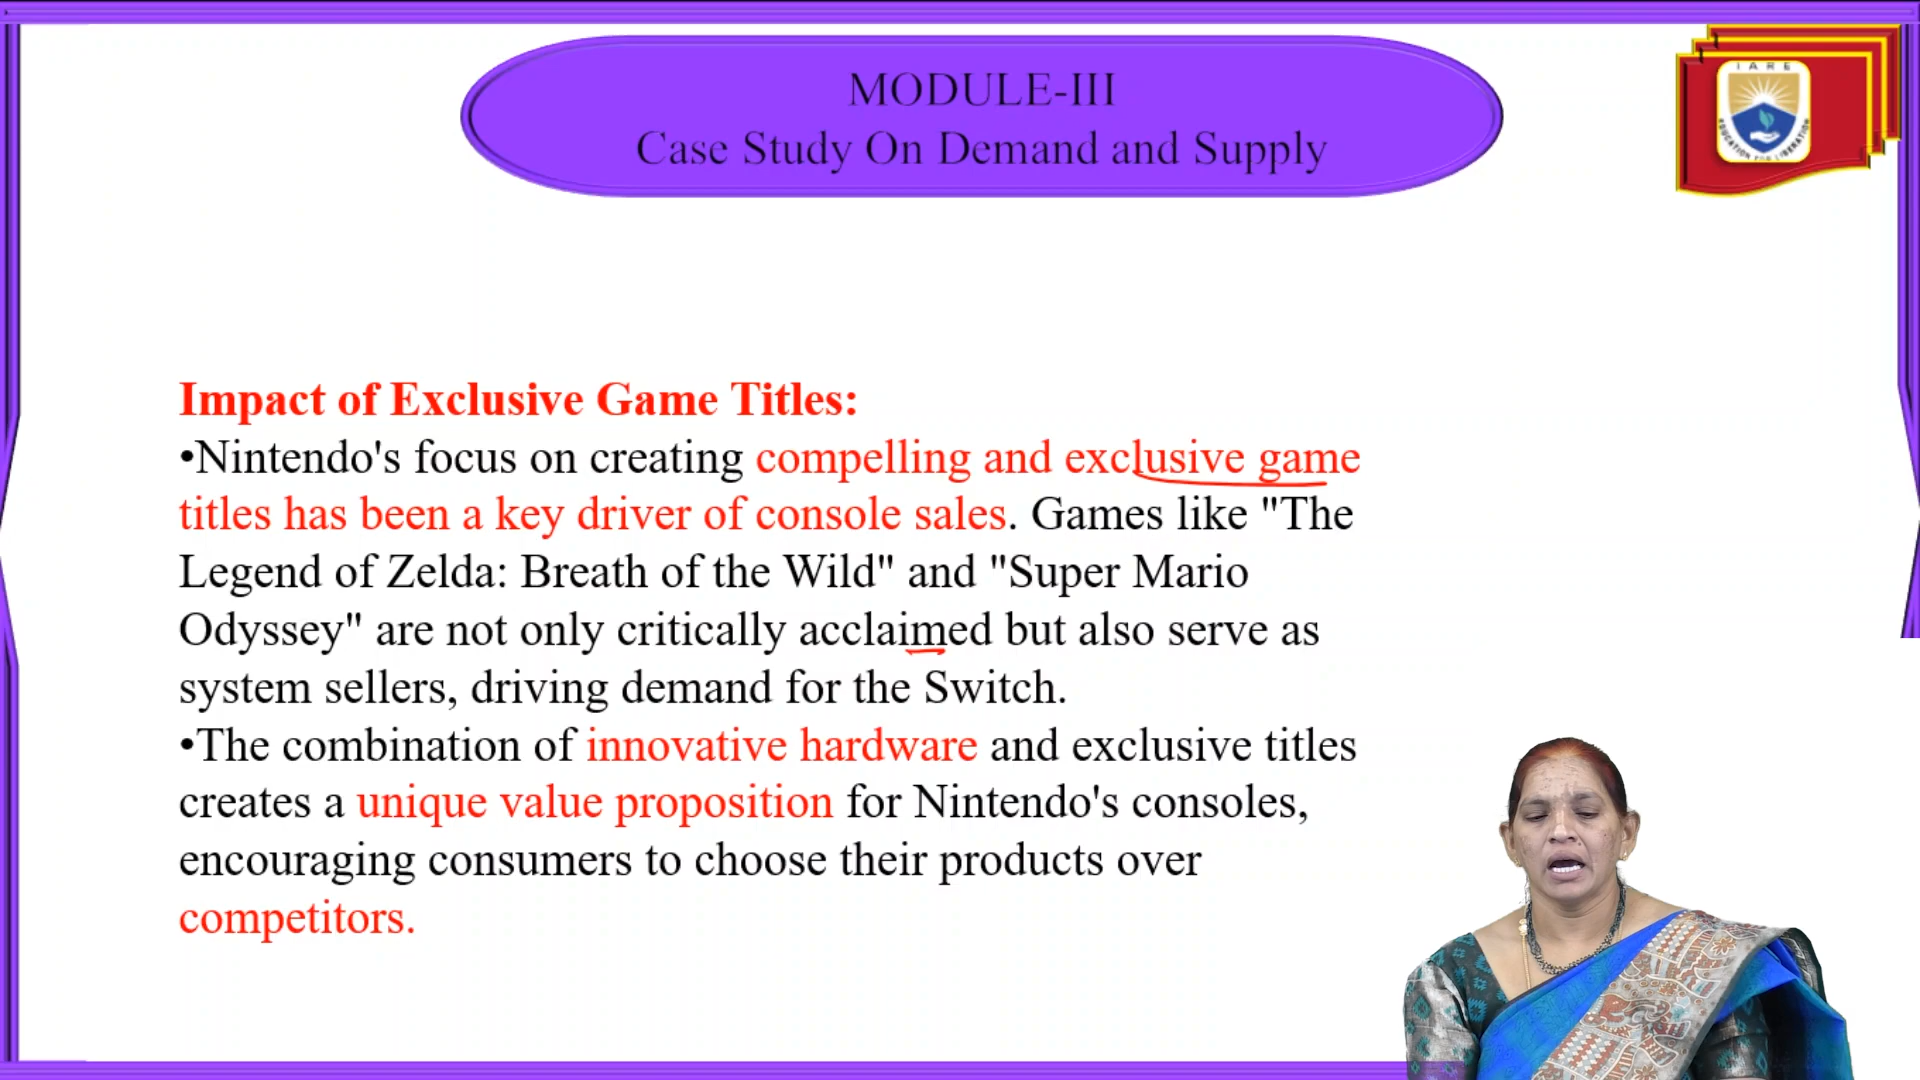 MODULE-III
Case Study On Demand and Supply
I A R E
EDUCATION FOR LIBERATION
Impact of Exclusive Game Titles:
•Nintendo's focus on creating compelling and exclusive game
titles has been a key driver of console sales. Games like "The
Legend of Zelda: Breath of the Wild" and "Super Mario
Odyssey" are not only critically acclaimed but also serve as
system sellers, driving demand for the Switch.
•The combination of innovative hardware and exclusive titles
creates a unique value proposition for Nintendo's consoles,
encouraging consumers to choose their products over
competitors.